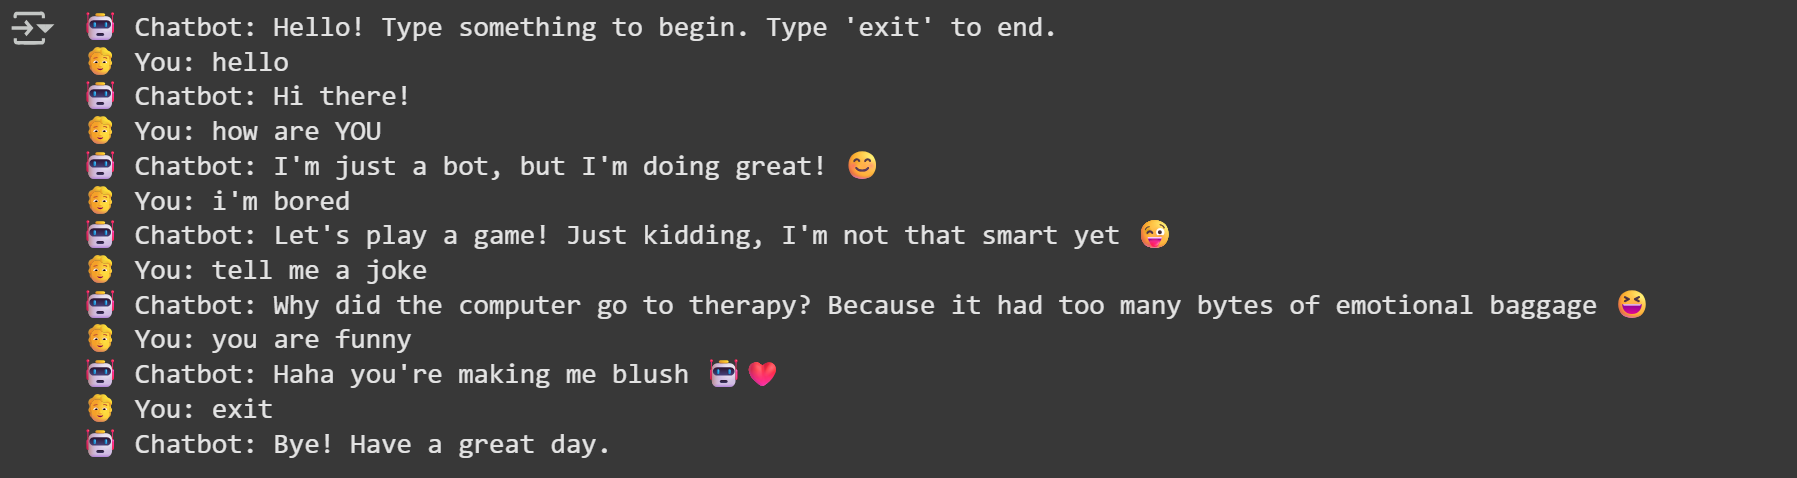 🤖 Chatbot: Hello! Type something to begin. Type 'exit' to end.
🧑 You: hello
🤖 Chatbot: Hi there!
🧑 You: how are YOU
🤖 Chatbot: I'm just a bot, but I'm doing great! 😊
🧑 You: i'm bored
🤖 Chatbot: Let's play a game! Just kidding, I'm not that smart yet 😜
🧑 You: tell me a joke
🤖 Chatbot: Why did the computer go to therapy? Because it had too many bytes of emotional baggage 😆
🧑 You: you are funny
🤖 Chatbot: Haha you're making me blush 🤖❤️
🧑 You: exit
🤖 Chatbot: Bye! Have a great day.